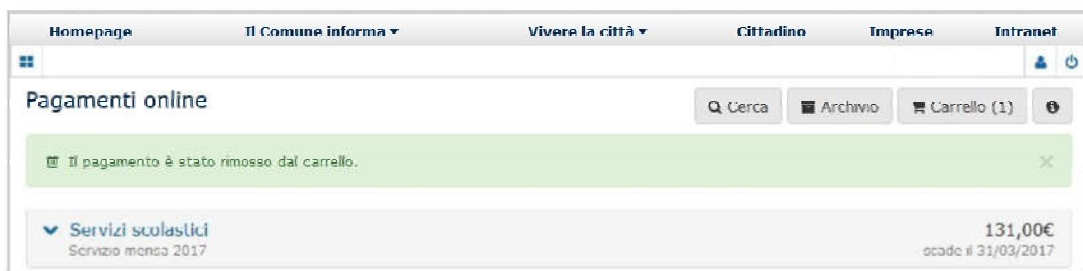 Homepage Il Comune informa Vivere la città Cittadino Imprese Intranet
Pagamenti online Cerca Archivio Carrello (1)
Il pagamento è stato rimosso dal carrello.
Servizi scolastici 131,00€
Servizio mensa 2017 scade il 31/03/2017